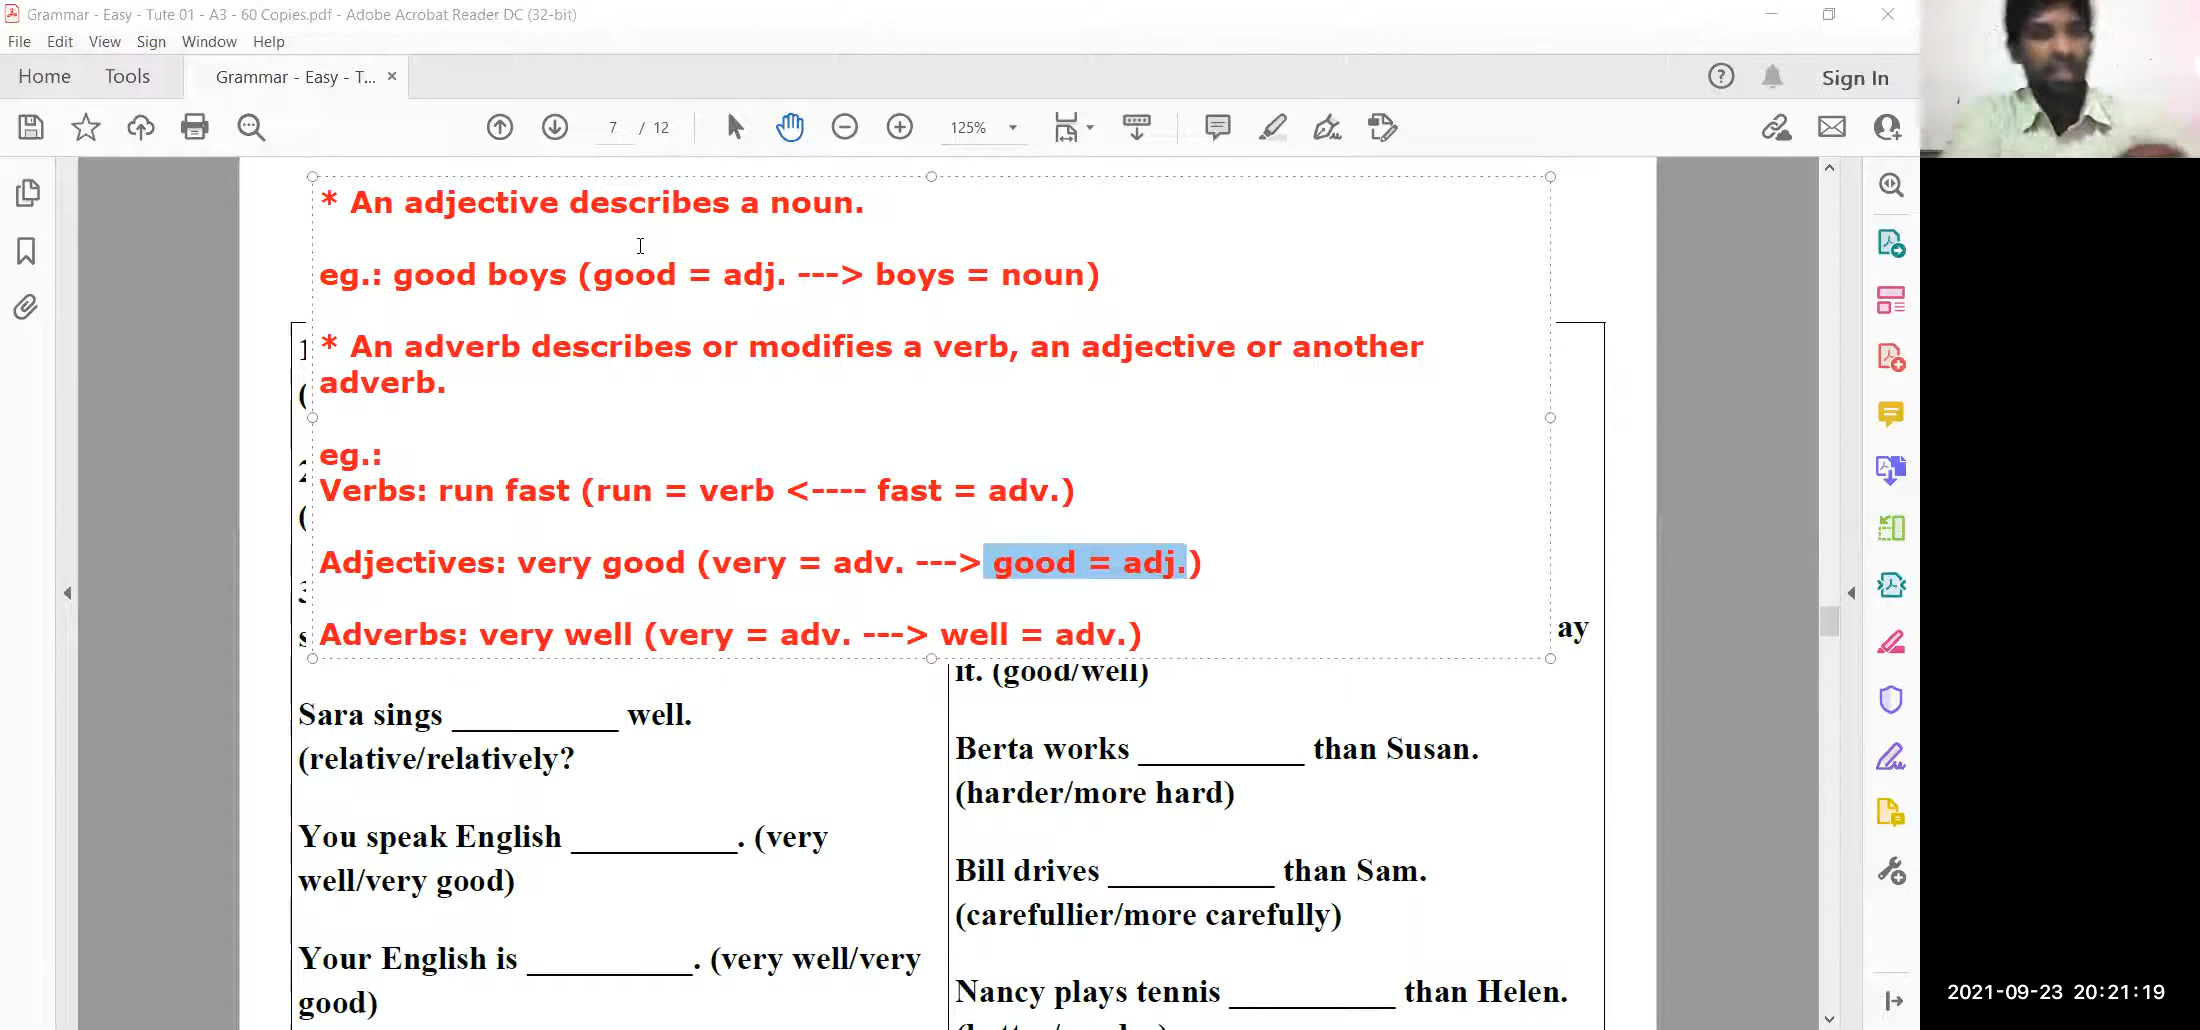 Grammar - Easy - Tute 01 - A3 - 60 Copies.pdf - Adobe Acrobat Reader DC (32-bit)
File Edit View Sign Window Help
Home Tools Grammar - Easy - T... × Sign In
7 / 12 125%
* An adjective describes a noun.
eg.: good boys (good = adj. ---> boys = noun)
* An adverb describes or modifies a verb, an adjective or another
adverb.
eg.:
Verbs: run fast (run = verb <---- fast = adv.)
Adjectives: very good (very = adv. ---> good = adj.)
Adverbs: very well (very = adv. ---> well = adv.)
ay
Sara sings __________ well.
(relative/relatively?
You speak English __________. (very
well/very good)
Your English is __________. (very well/very
good)
it. (good/well)
Berta works __________ than Susan.
(harder/more hard)
Bill drives __________ than Sam.
(carefullier/more carefully)
Nancy plays tennis __________ than Helen.
2021-09-23 20:21:19